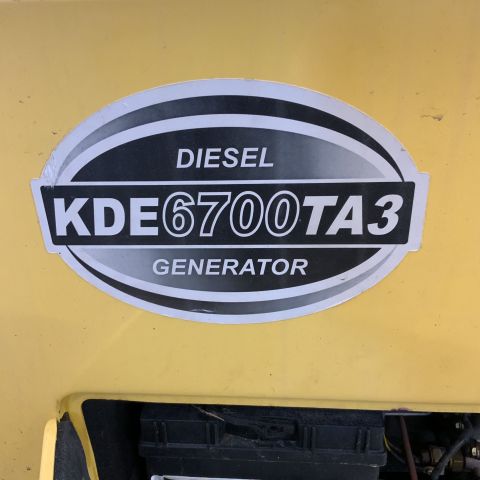 DIESEL
KDE6700TA3
GENERATOR